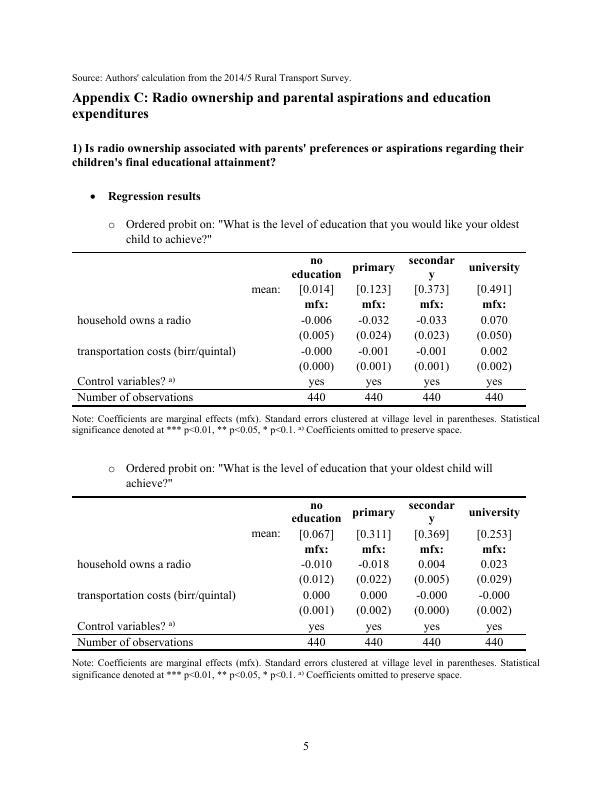 Source: Authors' calculation from the 2014/5 Rural Transport Survey.
Appendix C: Radio ownership and parental aspirations and education
expenditures
1) Is radio ownership associated with parents' preferences or aspirations regarding their
children's final educational attainment?
• Regression results
o Ordered probit on: "What is the level of education that you would like your oldest
child to achieve?"
no education primary secondary university
mean: [0.014] [0.123] [0.373] [0.491]
mfx: mfx: mfx: mfx:
household owns a radio -0.006 -0.032 -0.033 0.070
(0.005) (0.024) (0.023) (0.050)
transportation costs (birr/quintal) -0.000 -0.001 -0.001 0.002
(0.000) (0.001) (0.001) (0.002)
Control variables? a) yes yes yes yes
Number of observations 440 440 440 440
Note: Coefficients are marginal effects (mfx). Standard errors clustered at village level in parentheses. Statistical
significance denoted at *** p<0.01, ** p<0.05, * p<0.1. a) Coefficients omitted to preserve space.
o Ordered probit on: "What is the level of education that your oldest child will
achieve?"
no education primary secondary university
mean: [0.067] [0.311] [0.369] [0.253]
mfx: mfx: mfx: mfx:
household owns a radio -0.010 -0.018 0.004 0.023
(0.012) (0.022) (0.005) (0.029)
transportation costs (birr/quintal) 0.000 0.000 -0.000 -0.000
(0.001) (0.002) (0.000) (0.002)
Control variables? a) yes yes yes yes
Number of observations 440 440 440 440
Note: Coefficients are marginal effects (mfx). Standard errors clustered at village level in parentheses. Statistical
significance denoted at *** p<0.01, ** p<0.05, * p<0.1. a) Coefficients omitted to preserve space.
5